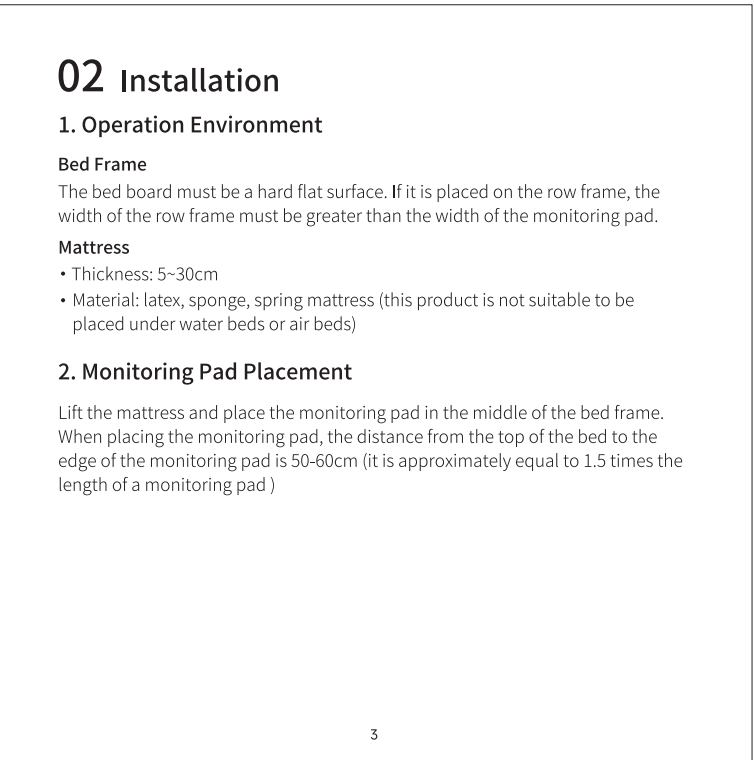 02 Installation
1. Operation Environment
Bed Frame
The bed board must be a hard flat surface. If it is placed on the row frame, the
width of the row frame must be greater than the width of the monitoring pad.
Mattress
• Thickness: 5~30cm
• Material: latex, sponge, spring mattress (this product is not suitable to be
placed under water beds or air beds)
2. Monitoring Pad Placement
Lift the mattress and place the monitoring pad in the middle of the bed frame.
When placing the monitoring pad, the distance from the top of the bed to the
edge of the monitoring pad is 50-60cm (it is approximately equal to 1.5 times the
length of a monitoring pad )
3